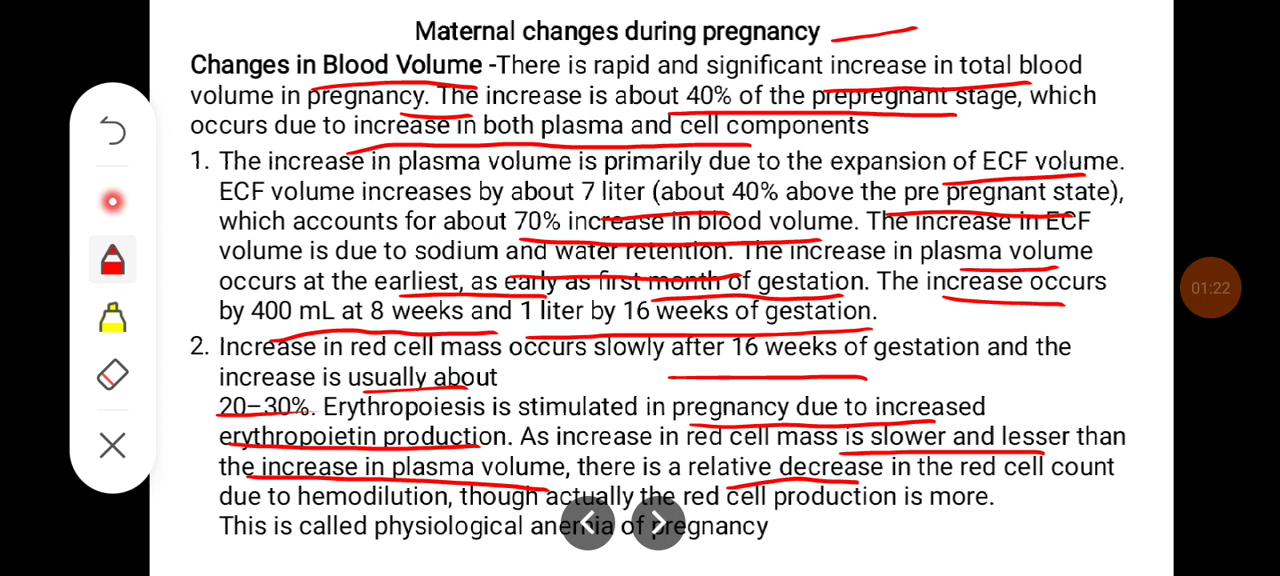 Maternal changes during pregnancy
Changes in Blood Volume -There is rapid and significant increase in total blood
volume in pregnancy. The increase is about 40% of the prepregnant stage, which
occurs due to increase in both plasma and cell components
1. The increase in plasma volume is primarily due to the expansion of ECF volume.
ECF volume increases by about 7 liter (about 40% above the pre pregnant state),
which accounts for about 70% increase in blood volume. The increase in ECF
volume is due to sodium and water retention. The increase in plasma volume
occurs at the earliest, as early as first month of gestation. The increase occurs
by 400 mL at 8 weeks and 1 liter by 16 weeks of gestation.
01:22
2. Increase in red cell mass occurs slowly after 16 weeks of gestation and the
increase is usually about
20–30%. Erythropoiesis is stimulated in pregnancy due to increased
erythropoietin production. As increase in red cell mass is slower and lesser than
the increase in plasma volume, there is a relative decrease in the red cell count
due to hemodilution, though actually the red cell production is more.
This is called physiological anemia of pregnancy